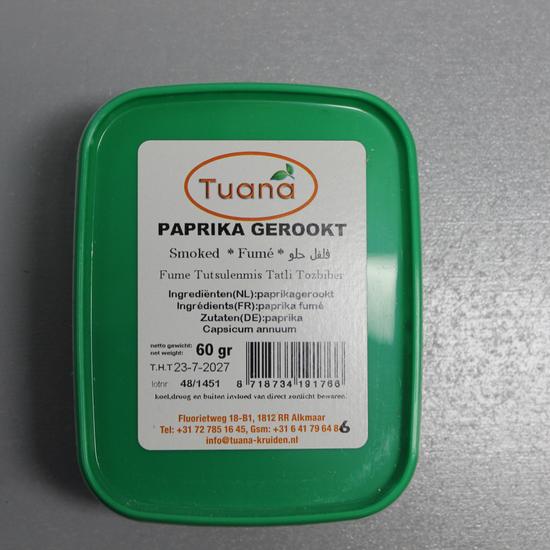 Tuana
PAPRIKA GEROOKT
Smoked * Fumé * فلفل حلو
Fume Tutsulenmis Tatli Tozbiber
Ingrediënten(NL):paprikagerookt
Ingrédients(FR):paprika fumé
Zutaten(DE):paprika
Capsicum annuum
netto gewicht: 60 gr
net weight:
T.H.T 23-7-2027
lotnr 48/1451
8 718734 191766
koel,droog en buiten invloed van direct zonlicht bewaren.
Fluorietweg 18-B1, 1812 RR Alkmaar
Tel: +31 72 785 16 45, Gsm: +31 6 41 79 64 86
info@tuana-kruiden.nl